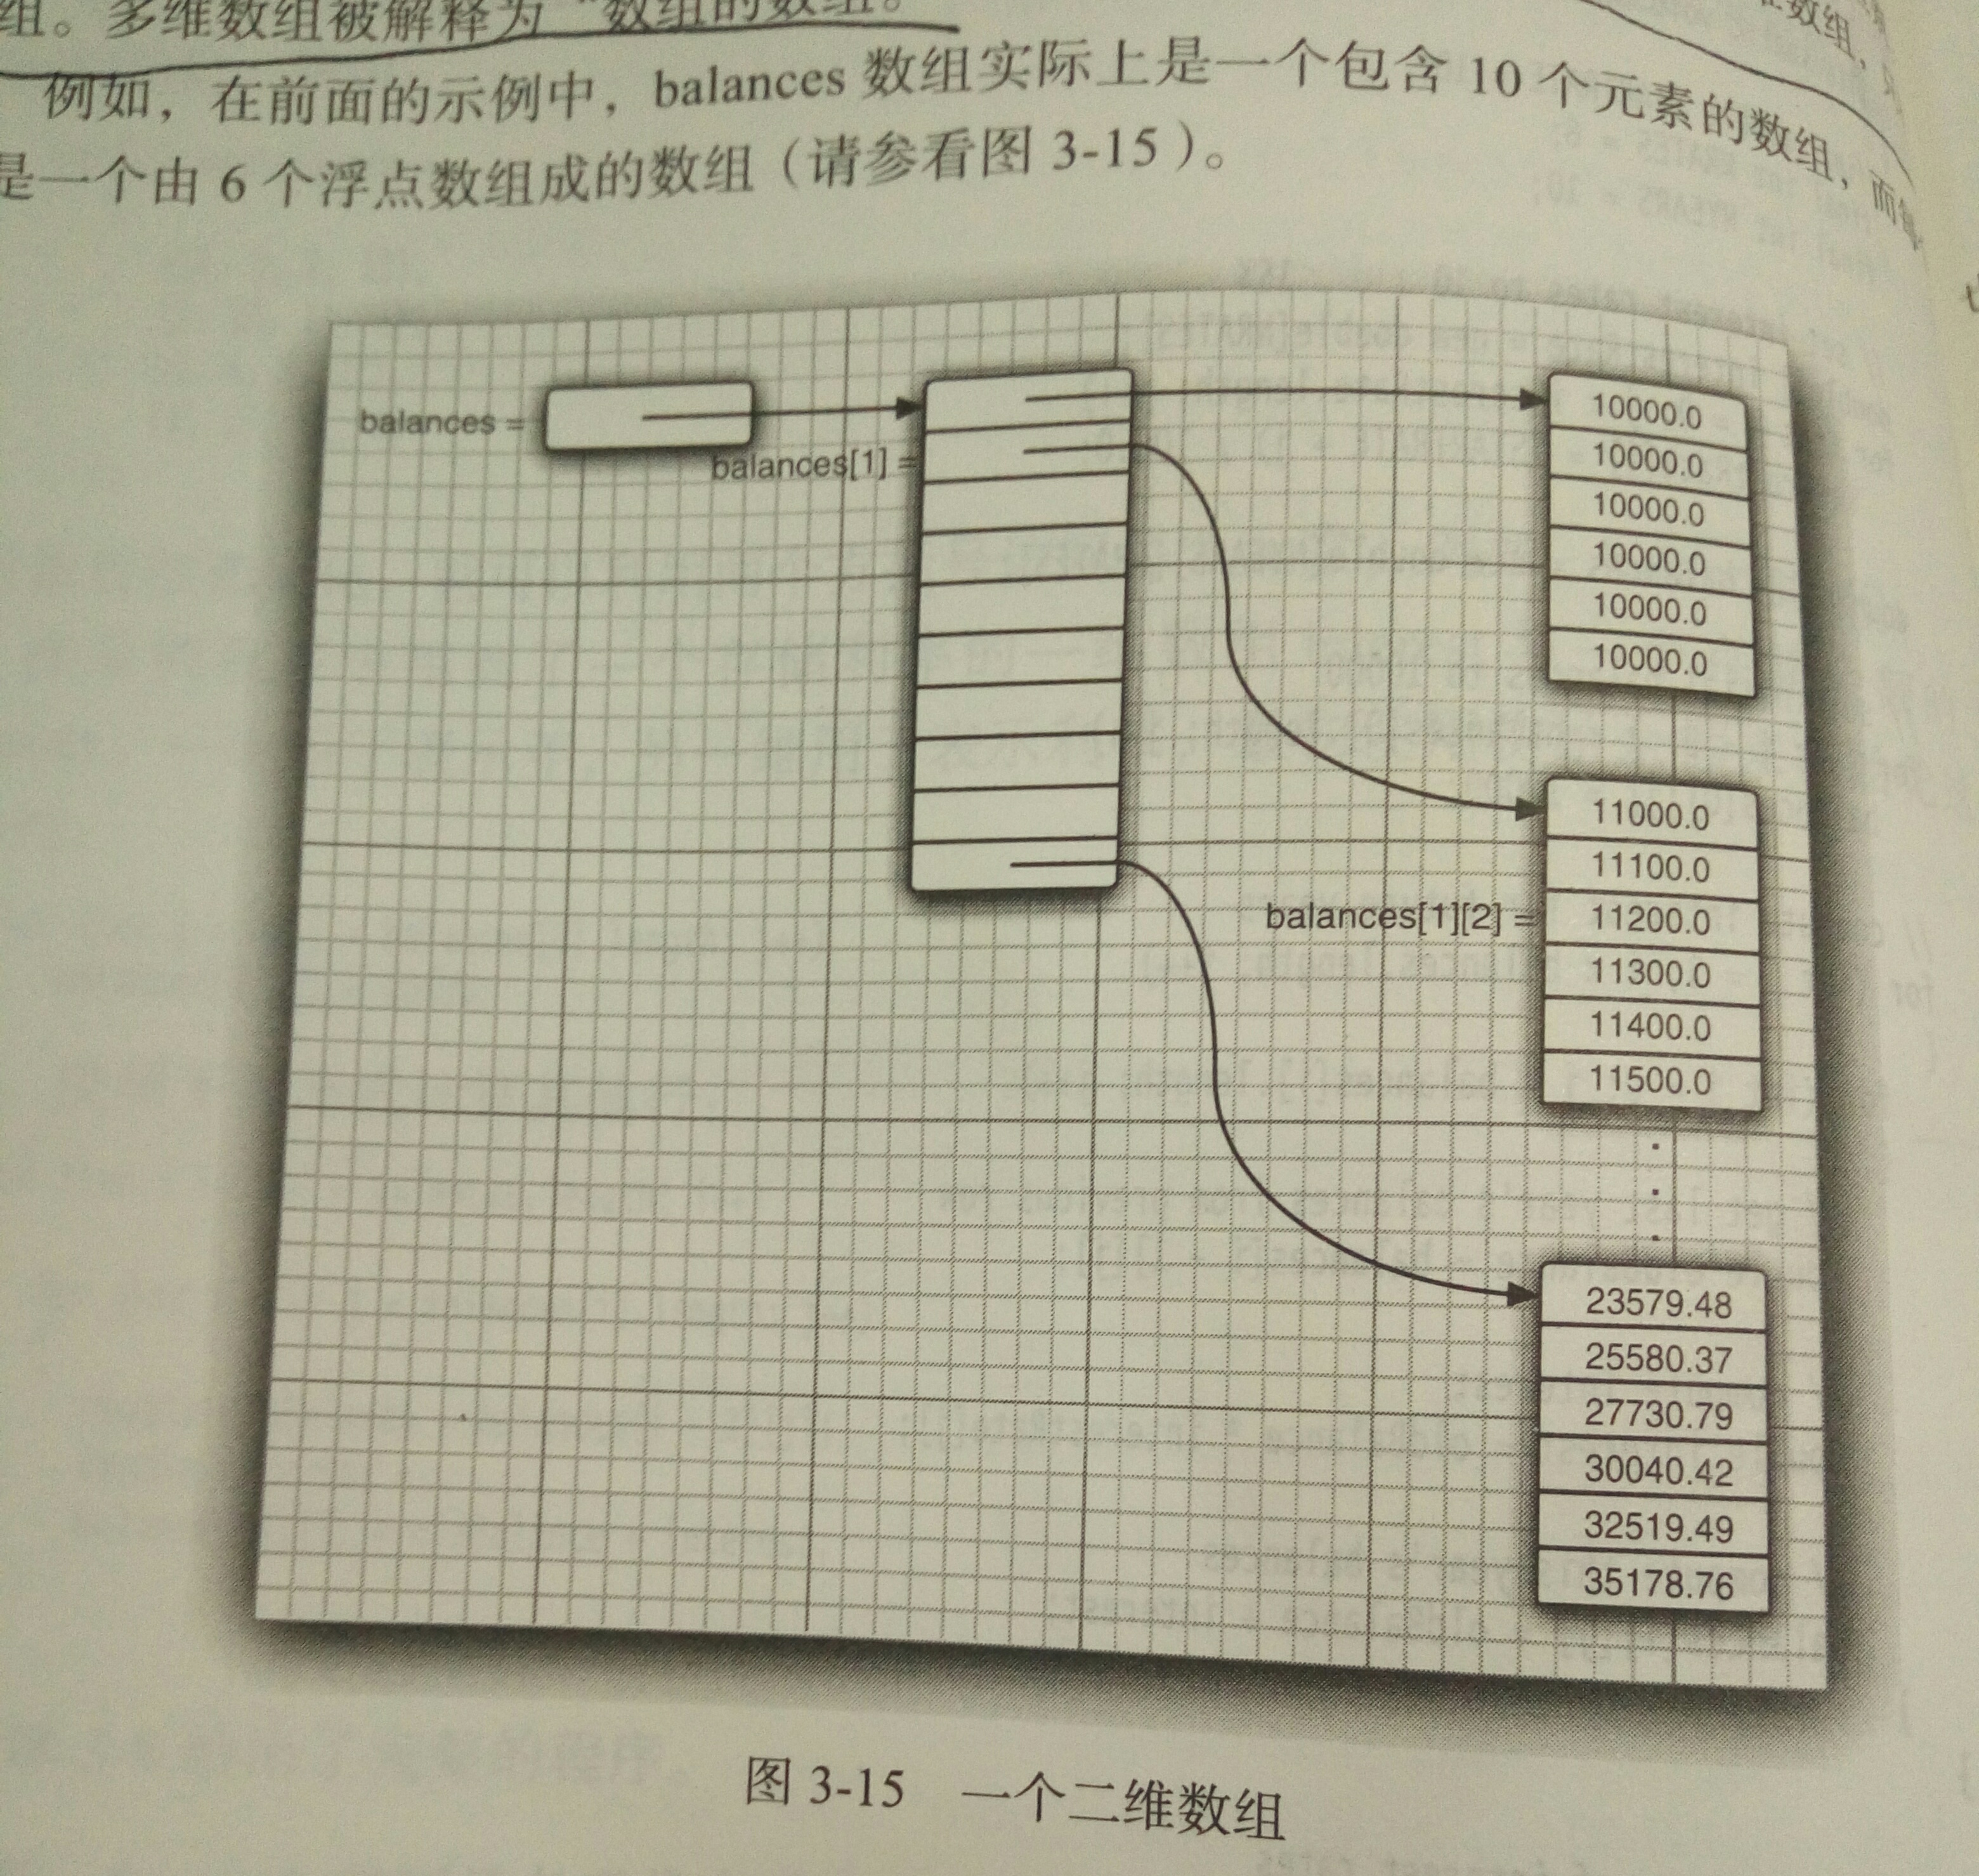 组。多维数组被解释为“数组的数组。”
例如，在前面的示例中，balances 数组实际上是一个包含 10 个元素的数组，而每
是一个由 6 个浮点数组成的数组（请参看图 3-15）。
balances =
balances[1] =
10000.0
10000.0
10000.0
10000.0
10000.0
10000.0
11000.0
11100.0
balances[1][2] = 11200.0
11300.0
11400.0
11500.0
23579.48
25580.37
27730.79
30040.42
32519.49
35178.76
图 3-15 一个二维数组